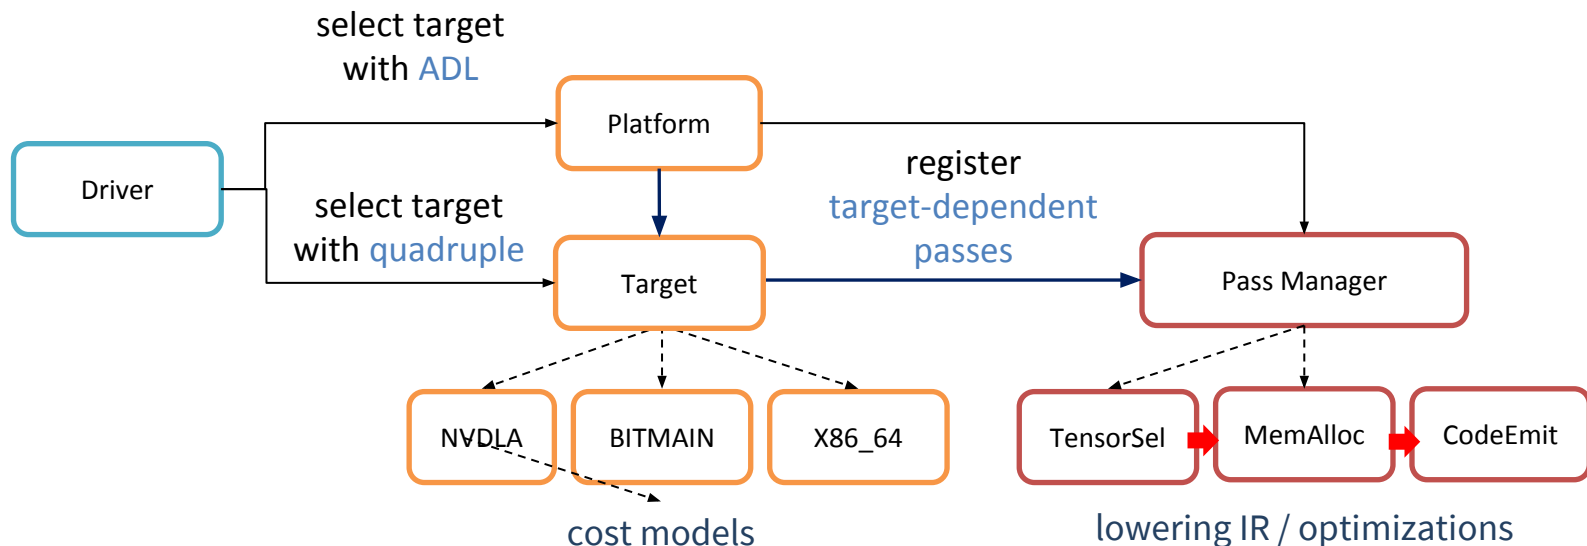 select target
with ADL
Platform
Driver
register
target-dependent
passes
select target
with quadruple
Target
Pass Manager
NVDLA
BITMAIN
X86_64
TensorSel
MemAlloc
CodeEmit
cost models
lowering IR / optimizations